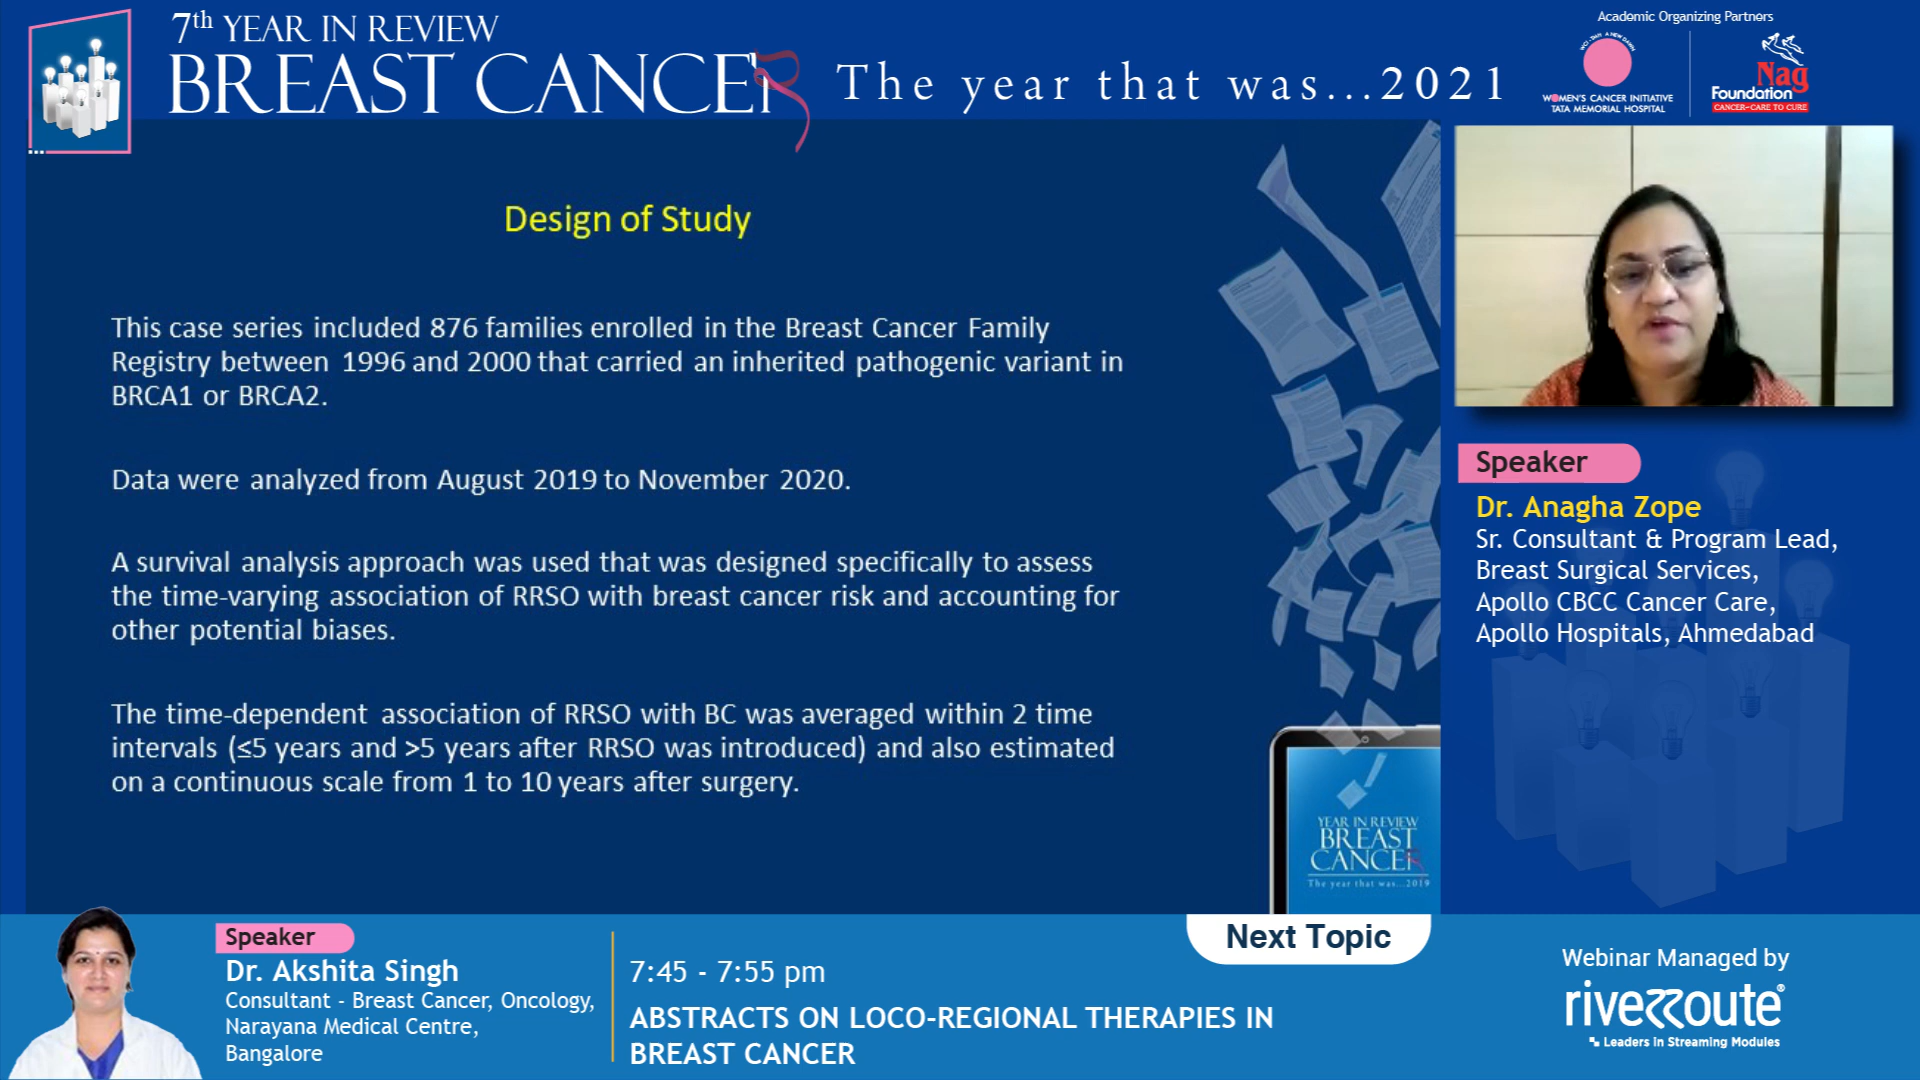 7th YEAR IN REVIEW
BREAST CANCER
The year that was...2021
Academic Organizing Partners
WCI-TMH A NEW DAWN
WOMEN'S CANCER INITIATIVE
TATA MEMORIAL HOSPITAL
Nag
Foundation
CANCER-CARE TO CURE
Design of Study
This case series included 876 families enrolled in the Breast Cancer Family
Registry between 1996 and 2000 that carried an inherited pathogenic variant in
BRCA1 or BRCA2.
Data were analyzed from August 2019 to November 2020.
A survival analysis approach was used that was designed specifically to assess
the time-varying association of RRSO with breast cancer risk and accounting for
other potential biases.
The time-dependent association of RRSO with BC was averaged within 2 time
intervals (≤5 years and >5 years after RRSO was introduced) and also estimated
on a continuous scale from 1 to 10 years after surgery.
YEAR IN REVIEW
BREAST
CANCER
The year that was...2019
Speaker
Dr. Anagha Zope
Sr. Consultant & Program Lead,
Breast Surgical Services,
Apollo CBCC Cancer Care,
Apollo Hospitals, Ahmedabad
Speaker
Dr. Akshita Singh
Consultant - Breast Cancer, Oncology,
Narayana Medical Centre,
Bangalore
Next Topic
7:45 - 7:55 pm
ABSTRACTS ON LOCO-REGIONAL THERAPIES IN
BREAST CANCER
Webinar Managed by
riverroute®
Leaders in Streaming Modules